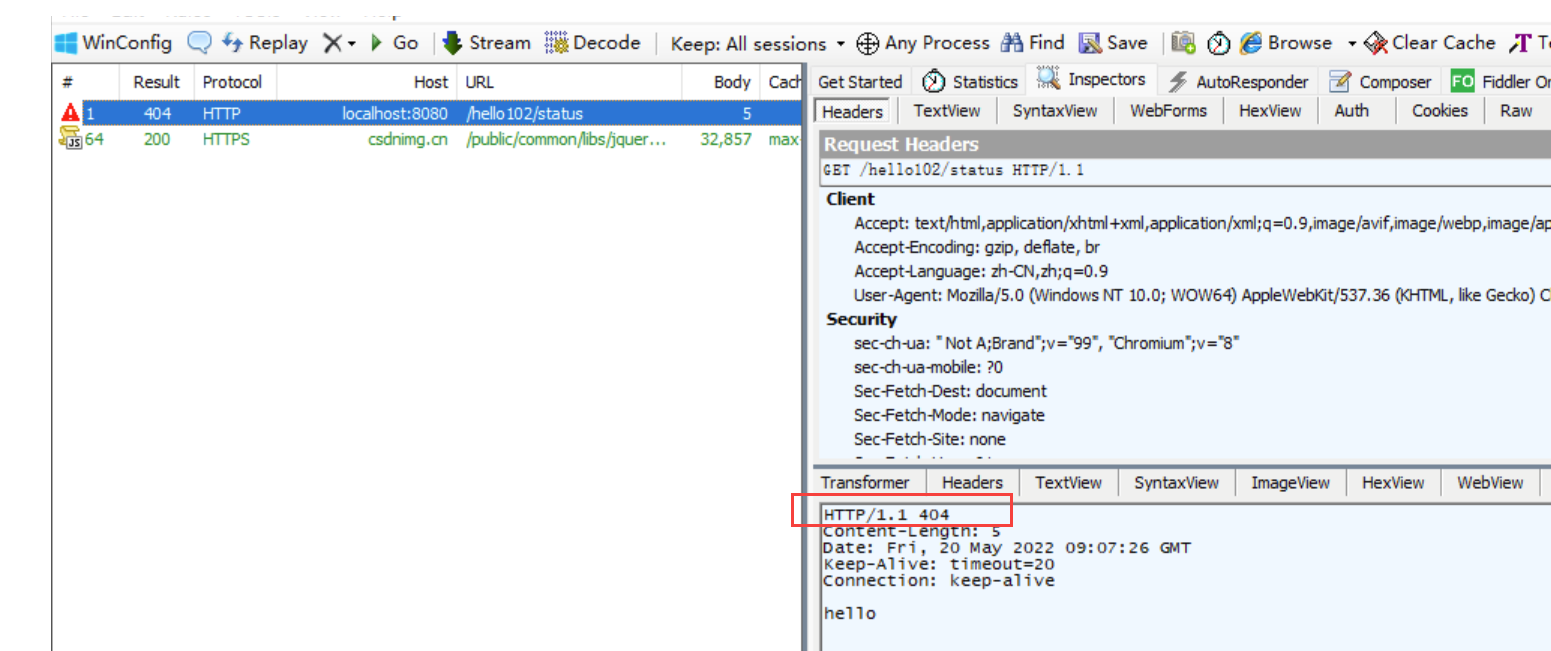 WinConfig Replay Go Stream Decode Keep: All sessions Any Process Find Save Browse Clear Cache
# Result Protocol Host URL Body Cach
1 404 HTTP localhost:8080 /hello102/status 5
64 200 HTTPS csdnimg.cn /public/common/libs/jquer... 32,857 max
Get Started Statistics Inspectors AutoResponder Composer FO Fiddler Or
Headers TextView SyntaxView WebForms HexView Auth Cookies Raw
Request Headers
GET /hello102/status HTTP/1.1
Client
Accept: text/html,application/xhtml+xml,application/xml;q=0.9,image/avif,image/webp,image/ap
Accept-Encoding: gzip, deflate, br
Accept-Language: zh-CN,zh;q=0.9
User-Agent: Mozilla/5.0 (Windows NT 10.0; WOW64) AppleWebKit/537.36 (KHTML, like Gecko) C
Security
sec-ch-ua: " Not A;Brand";v="99", "Chromium";v="8"
sec-ch-ua-mobile: ?0
Sec-Fetch-Dest: document
Sec-Fetch-Mode: navigate
Sec-Fetch-Site: none
Transformer Headers TextView SyntaxView ImageView HexView WebView
HTTP/1.1 404
Content-Length: 5
Date: Fri, 20 May 2022 09:07:26 GMT
Keep-Alive: timeout=20
Connection: keep-alive
hello